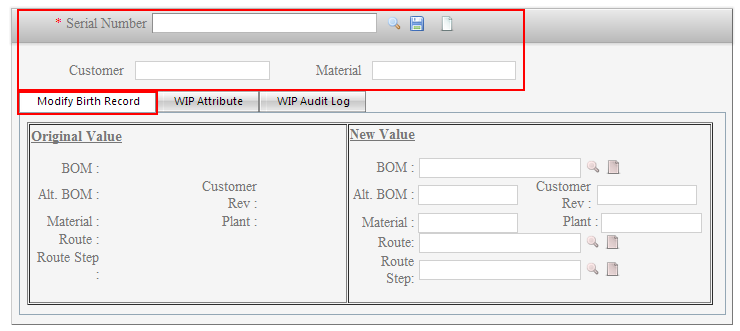 * Serial Number
Customer Material
Modify Birth Record WIP Attribute WIP Audit Log
Original Value
BOM :
Alt. BOM : Customer
Rev :
Material : Plant :
Route :
Route Step
:
New Value
BOM :
Alt. BOM : Customer
Rev :
Material : Plant :
Route:
Route
Step: